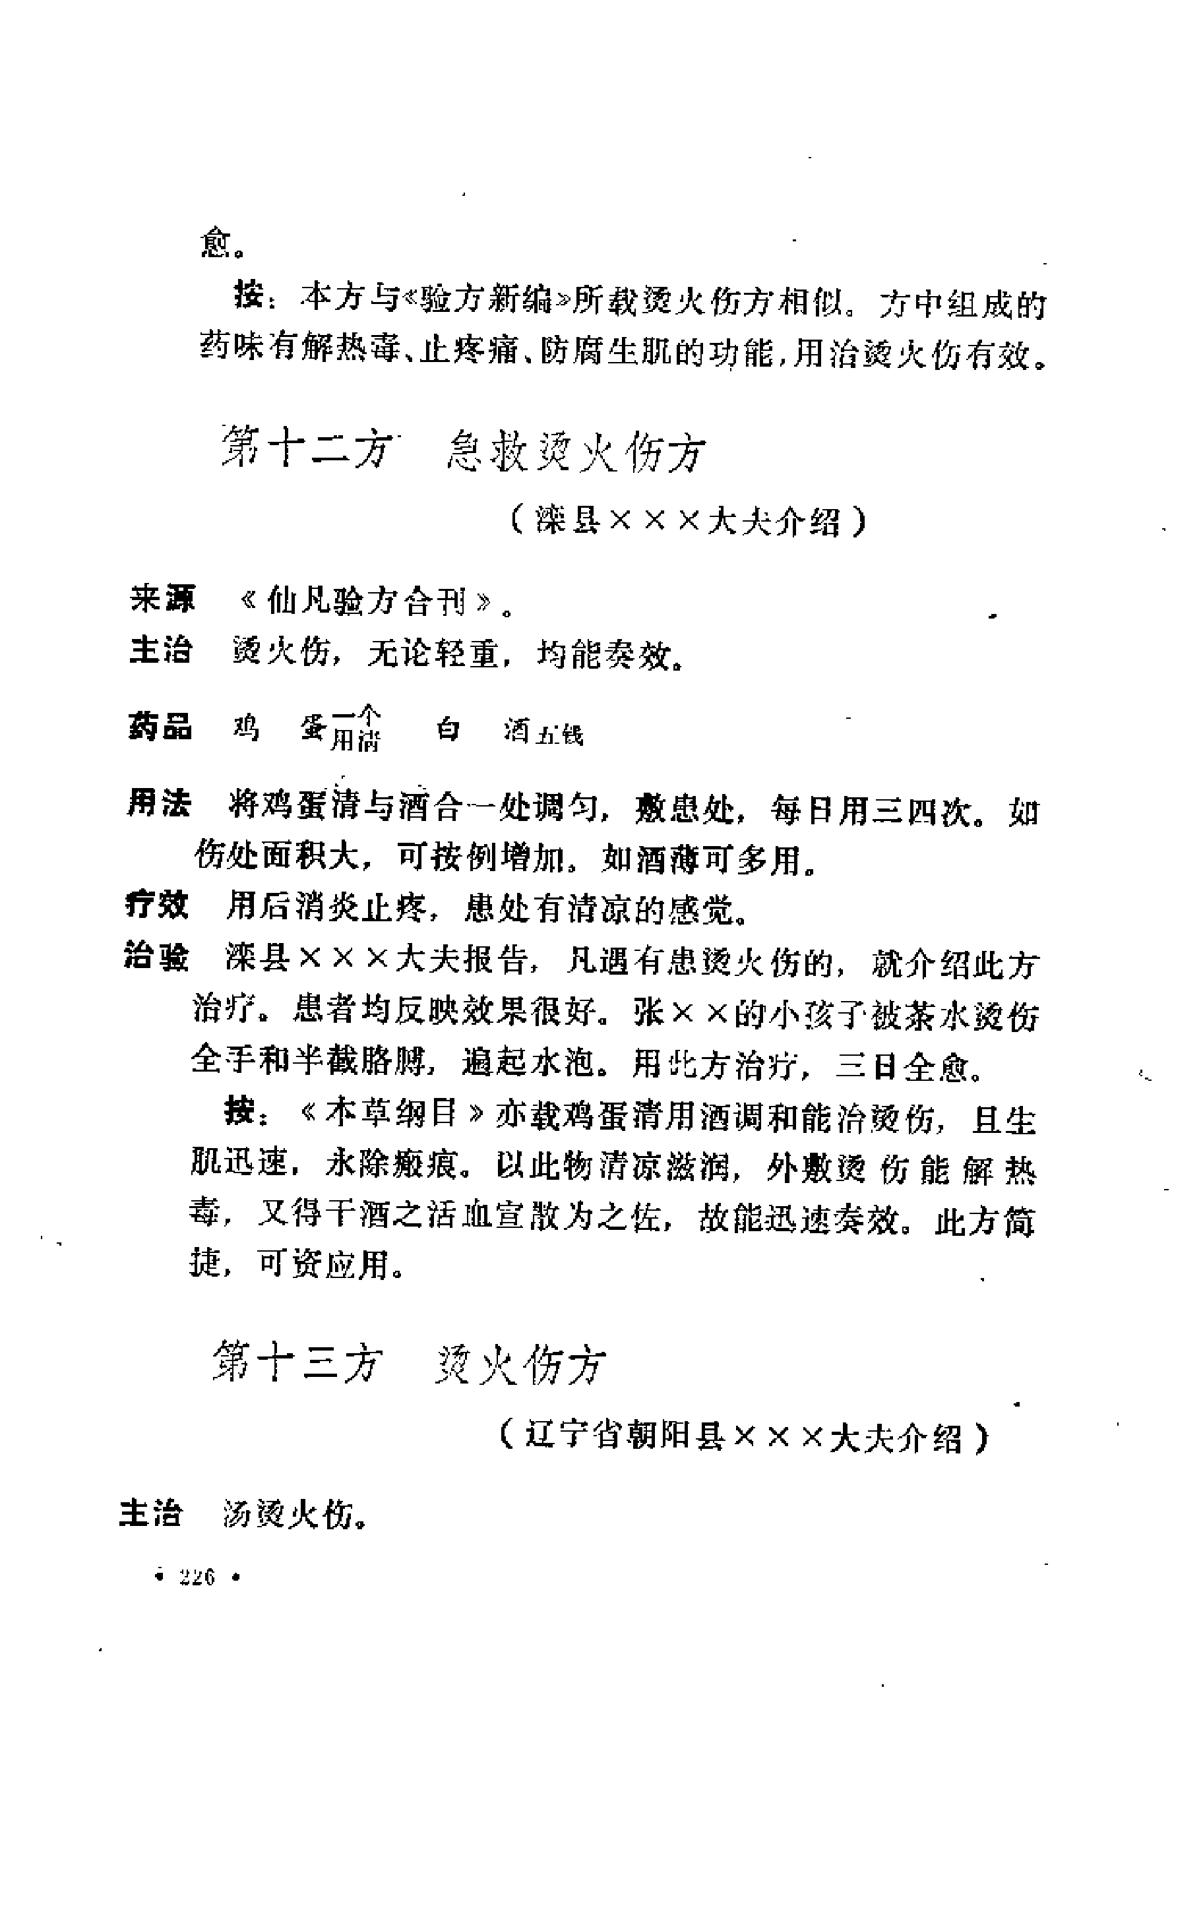 愈。
按：本方与《验方新编》所载烫火伤方相似。方中组成的
药味有解热毒、止疼痛、防腐生肌的功能，用治烫火伤有效。
第十二方　急救烫火伤方
（滦县×××大夫介绍）
来源　《仙凡验方合刊》。
主治　烫火伤，无论轻重，均能奏效。
药品　鸡　蛋一个用清　白　酒五钱
用法　将鸡蛋清与酒合一处调匀，敷患处，每日用三四次。如
伤处面积大，可按例增加。如酒薄可多用。
疗效　用后消炎止疼，患处有清凉的感觉。
治验　滦县×××大夫报告，凡遇有患烫火伤的，就介绍此方
治疗。患者均反映效果很好。张××的小孩子被茶水烫伤
全手和半截胳膊，遍起水泡。用此方治疗，三日全愈。
按：《本草纲目》亦载鸡蛋清用酒调和能治烫伤，且生
肌迅速，永除瘢痕。以此物清凉滋润，外敷烫伤能解热
毒，又得干酒之活血宣散为之佐，故能迅速奏效。此方简
捷，可资应用。
第十三方　烫火伤方
（辽宁省朝阳县×××大夫介绍）
主治　汤烫火伤。
• 226 •